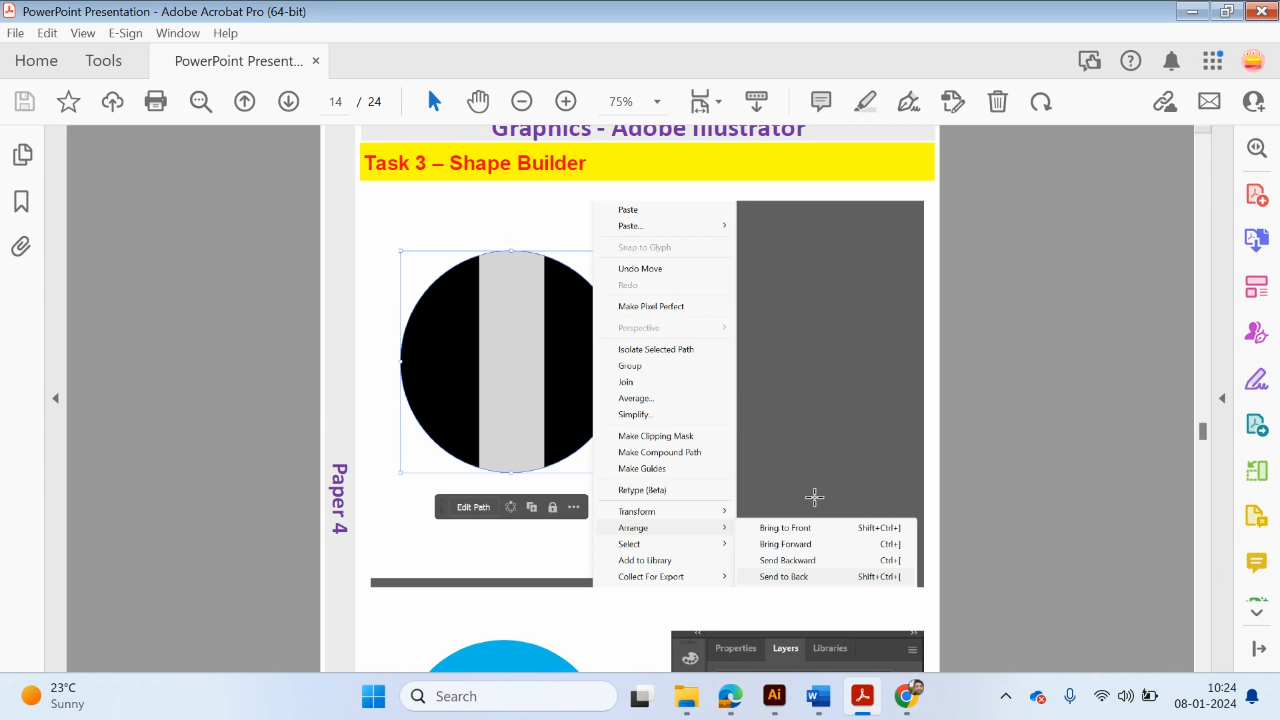 PowerPoint Presentation - Adobe Acrobat Pro (64-bit)
File Edit View E-Sign Window Help
Home Tools PowerPoint Present... ×
14 / 24 75%
Graphics - Adobe Illustrator
Task 3 – Shape Builder
Paste
Paste...
Snap to Glyph
Undo Move
Redo
Make Pixel Perfect
Perspective
Isolate Selected Path
Group
Join
Average...
Simplify...
Make Clipping Mask
Make Compound Path
Make Guides
Retype (Beta)
Transform
Arrange
Select
Add to Library
Collect For Export
Bring to Front Shift+Ctrl+]
Bring Forward Ctrl+]
Send Backward Ctrl+[
Send to Back Shift+Ctrl+[
Edit Path
Paper 4
Properties Layers Libraries
23°C
Sunny
Search
Ai
10:24
08-01-2024